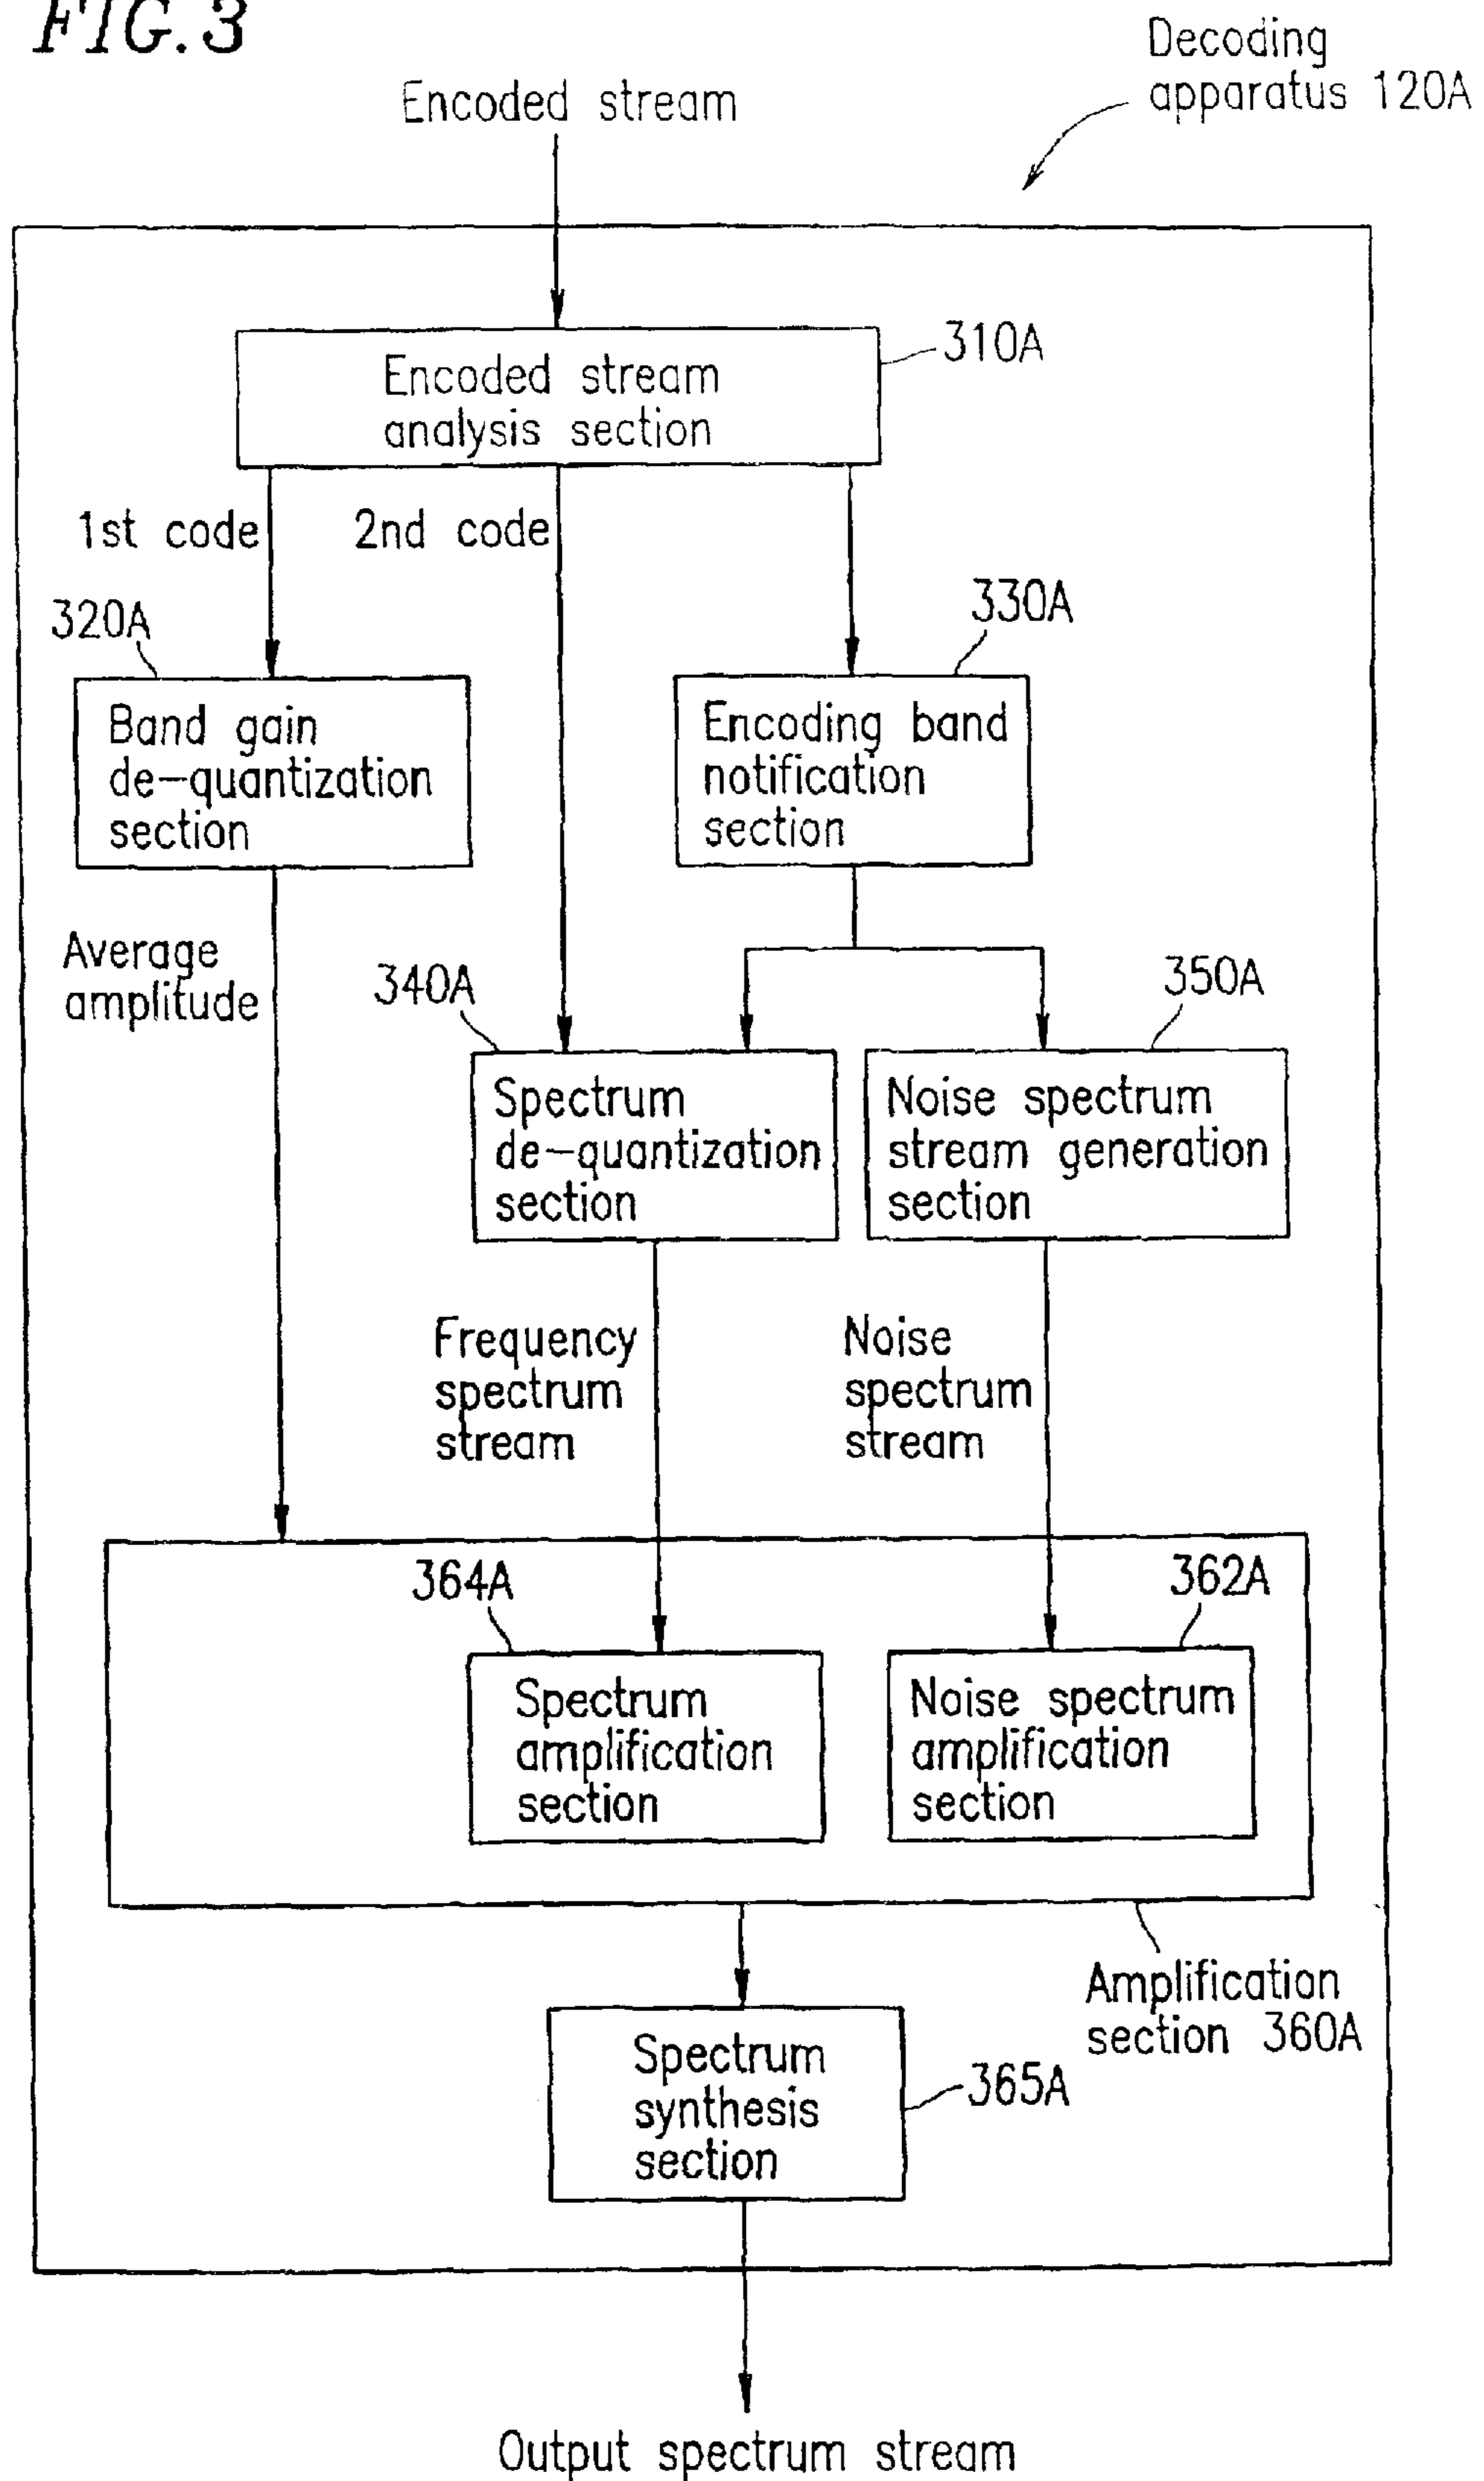 FIG. 3
Decoding
apparatus 120A
Encoded stream
310A
Encoded stream
analysis section
1st code
2nd code
320A
330A
Band gain
de-quantization
section
Encoding band
notification
section
Average
amplitude
340A
350A
Spectrum
de-quantization
section
Noise spectrum
stream generation
section
Frequency
spectrum
stream
Noise
spectrum
stream
364A
362A
Spectrum
amplification
section
Noise spectrum
amplification
section
Amplification
section 360A
Spectrum
synthesis
section
365A
Output spectrum stream